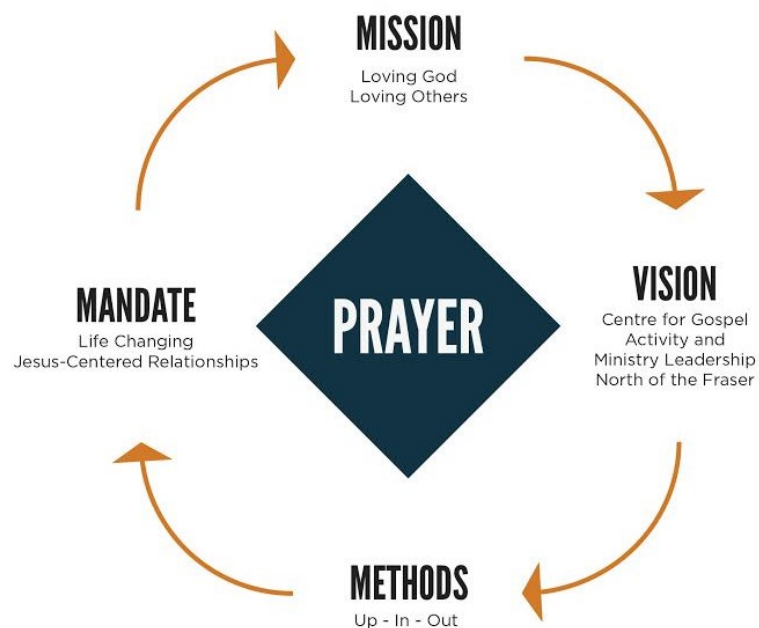 MISSION
Loving God
Loving Others
VISION
Centre for Gospel
Activity and
Ministry Leadership
North of the Fraser
METHODS
Up - In - Out
MANDATE
Life Changing
Jesus-Centered Relationships
PRAYER